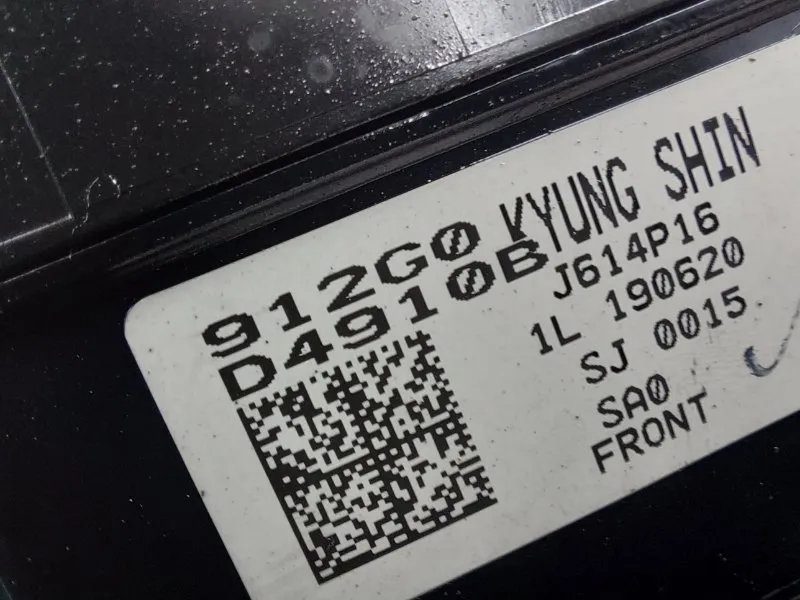 912G0 KYUNG SHIN
D4910B J614P16
1L 190620
SJ 0015
SA0
FRONT